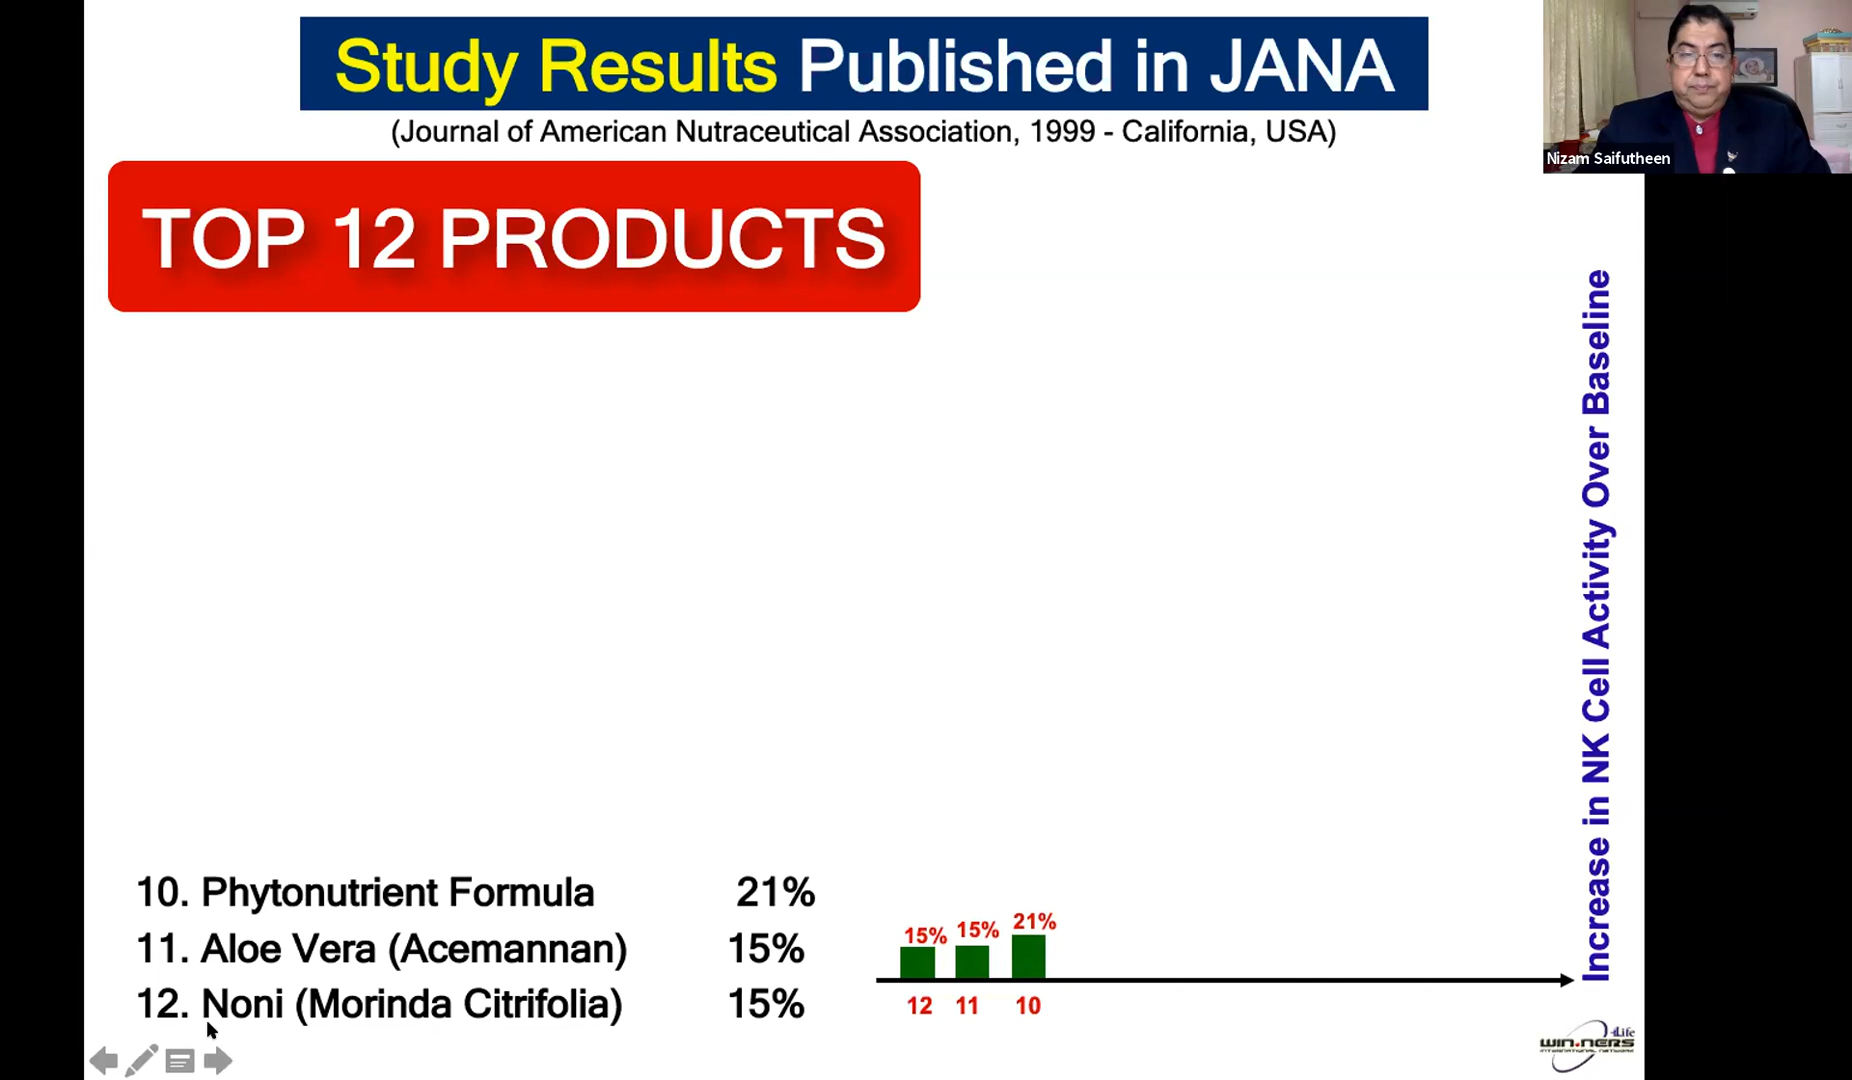 Study Results Published in JANA
(Journal of American Nutraceutical Association, 1999 - California, USA)
Nizam Saifutheen
TOP 12 PRODUCTS
Increase in NK Cell Activity Over Baseline
10. Phytonutrient Formula 21%
11. Aloe Vera (Acemannan) 15%
12. Noni (Morinda Citrifolia) 15%
15% 15% 21%
12 11 10
4Life
WIN.NERS
INTERNATIONAL NETWORK